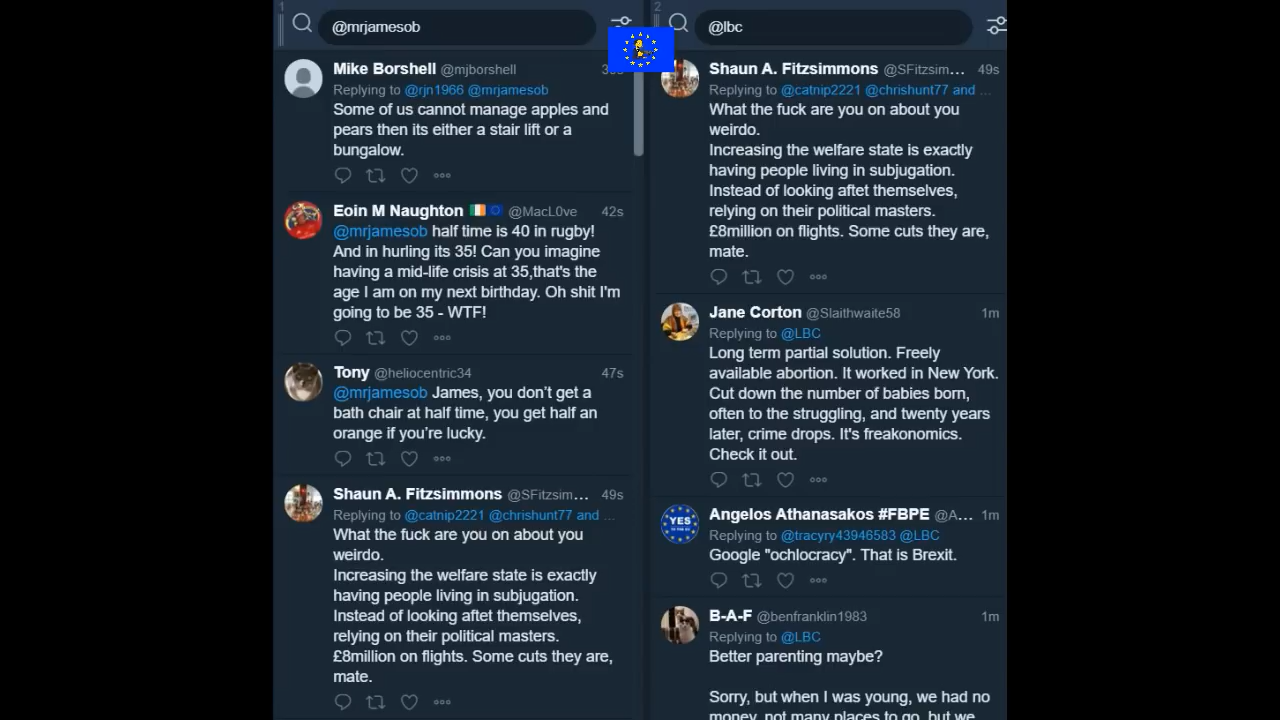 1
@mrjamesob
Mike Borshell @mjborshell
Replying to @rjn1966 @mrjamesob
Some of us cannot manage apples and
pears then its either a stair lift or a
bungalow.
Eoin M Naughton @MacL0ve 42s
@mrjamesob half time is 40 in rugby!
And in hurling its 35! Can you imagine
having a mid-life crisis at 35,that's the
age I am on my next birthday. Oh shit I'm
going to be 35 - WTF!
Tony @heliocentric34 47s
@mrjamesob James, you don't get a
bath chair at half time, you get half an
orange if you're lucky.
Shaun A. Fitzsimmons @SFitzsim... 49s
Replying to @catnip2221 @chrishunt77 and ...
What the fuck are you on about you
weirdo.
Increasing the welfare state is exactly
having people living in subjugation.
Instead of looking aftet themselves,
relying on their political masters.
£8million on flights. Some cuts they are,
mate.
2
@lbc
Shaun A. Fitzsimmons @SFitzsim... 49s
Replying to @catnip2221 @chrishunt77 and ...
What the fuck are you on about you
weirdo.
Increasing the welfare state is exactly
having people living in subjugation.
Instead of looking aftet themselves,
relying on their political masters.
£8million on flights. Some cuts they are,
mate.
Jane Corton @Slaithwaite58 1m
Replying to @LBC
Long term partial solution. Freely
available abortion. It worked in New York.
Cut down the number of babies born,
often to the struggling, and twenty years
later, crime drops. It's freakonomics.
Check it out.
Angelos Athanasakos #FBPE @A... 1m
YES
Replying to @tracyry43946583 @LBC
Google "ochlocracy". That is Brexit.
B-A-F @benfranklin1983 1m
Replying to @LBC
Better parenting maybe?
Sorry, but when I was young, we had no
money, not many places to go, but we